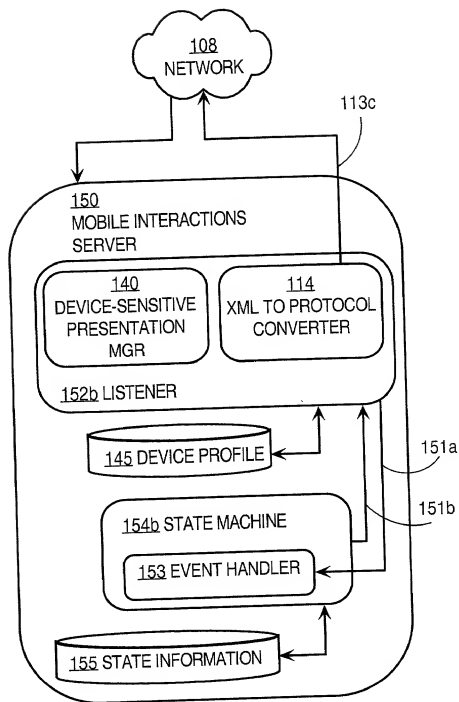 108
NETWORK
113c
150
MOBILE INTERACTIONS
SERVER
140
DEVICE-SENSITIVE
PRESENTATION
MGR
114
XML TO PROTOCOL
CONVERTER
152b LISTENER
151a
145 DEVICE PROFILE
151b
154b STATE MACHINE
153 EVENT HANDLER
155 STATE INFORMATION